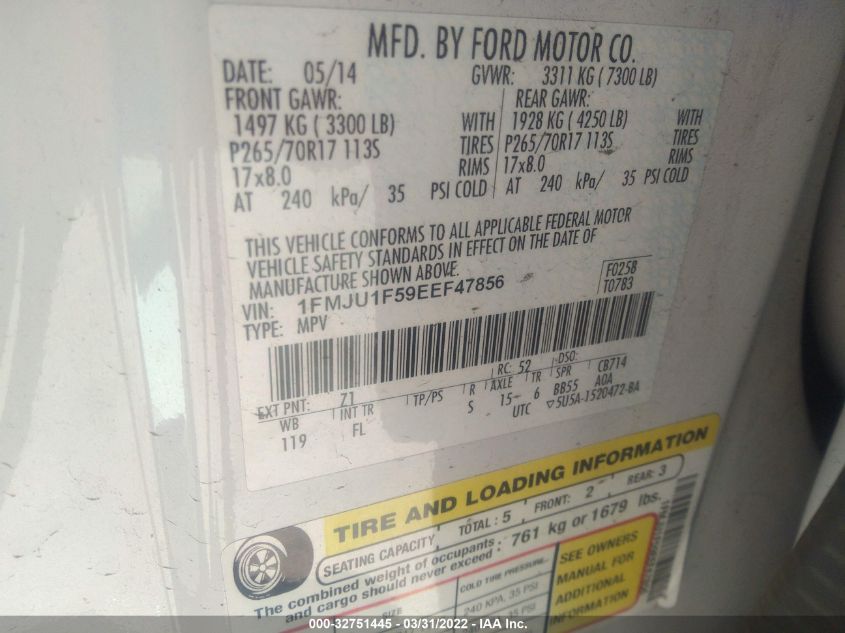 MFD. BY FORD MOTOR CO.
DATE: 05/14 GVWR: 3311 KG ( 7300 LB)
FRONT GAWR: REAR GAWR:
1497 KG ( 3300 LB) WITH 1928 KG ( 4250 LB) WITH
P265/70R17 113S TIRES P265/70R17 113S TIRES
17x8.0 RIMS 17x8.0 RIMS
AT 240 kPa/ 35 PSI COLD AT 240 kPa/ 35 PSI COLD
THIS VEHICLE CONFORMS TO ALL APPLICABLE FEDERAL MOTOR
VEHICLE SAFETY STANDARDS IN EFFECT ON THE DATE OF
MANUFACTURE SHOWN ABOVE.
VIN: 1FMJU1F59EEF47856 F0258
TYPE: MPV T0783
EXT PNT: Z1 RC: 52 DSO:
WB INT TR TP/PS R AXLE TR SPR CB714
119 FL S 15 6 BB55 A0A
UTC 5U5A-1520472-BA
TIRE AND LOADING INFORMATION
SEATING CAPACITY TOTAL: 5 FRONT: 2 REAR: 3
The combined weight of occupants
and cargo should never exceed: 761 kg or 1679 lbs.
SIZE COLD TIRE PRESSURE
240 KPA, 35 PSI
35 PSI
SEE OWNERS
MANUAL FOR
ADDITIONAL
INFORMATION
000-32751445 - 03/31/2022 - IAA Inc.